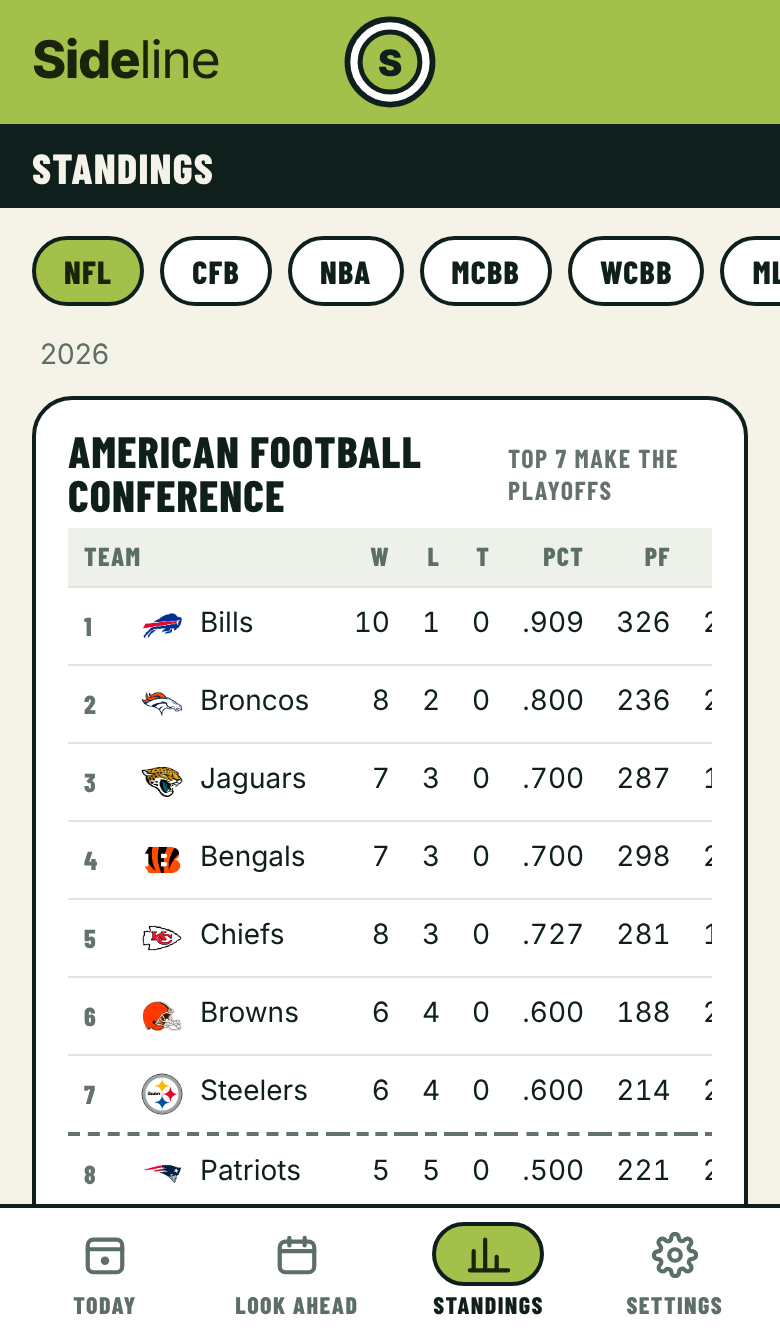 Sideline
S
STANDINGS
NFL CFB NBA MCBB WCBB
2026
AMERICAN FOOTBALL
CONFERENCE
TOP 7 MAKE THE
PLAYOFFS
TEAM W L T PCT PF
1 Bills 10 1 0 .909 326
2 Broncos 8 2 0 .800 236
3 Jaguars 7 3 0 .700 287
4 Bengals 7 3 0 .700 298
5 Chiefs 8 3 0 .727 281
6 Browns 6 4 0 .600 188
7 Steelers 6 4 0 .600 214
8 Patriots 5 5 0 .500 221
TODAY LOOK AHEAD STANDINGS SETTINGS